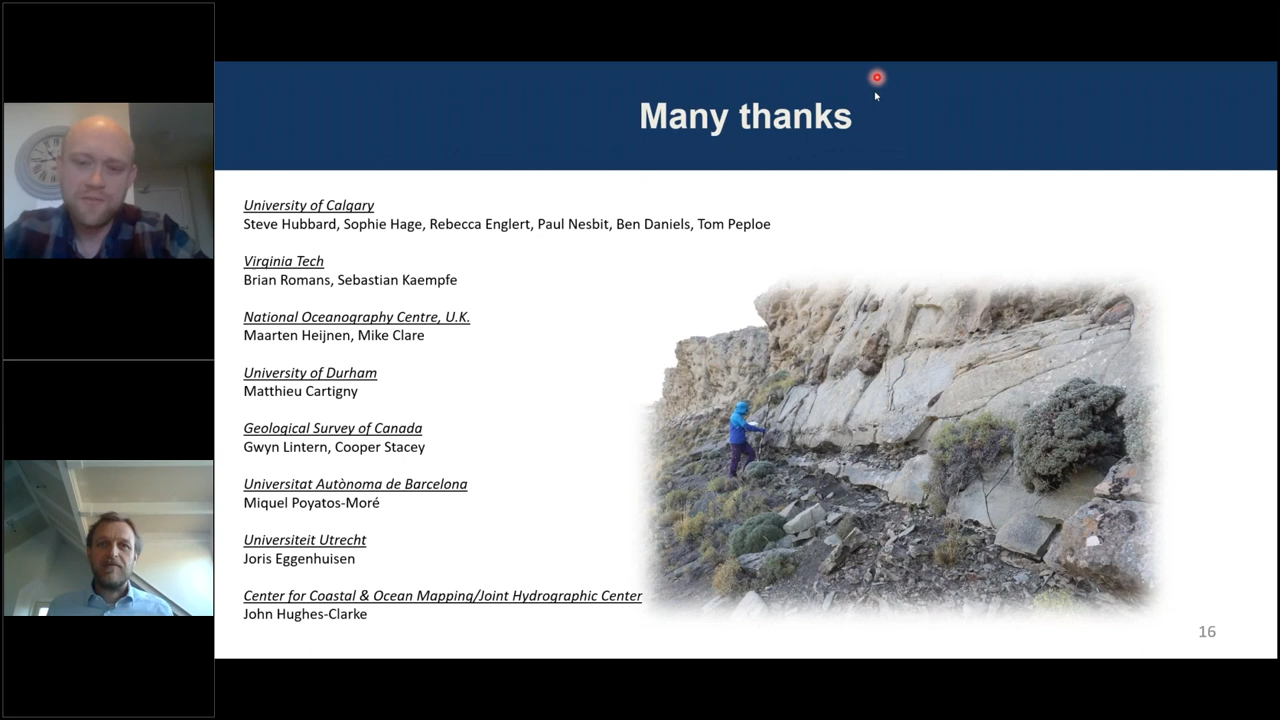 Many thanks
University of Calgary
Steve Hubbard, Sophie Hage, Rebecca Englert, Paul Nesbit, Ben Daniels, Tom Peploe
Virginia Tech
Brian Romans, Sebastian Kaempfe
National Oceanography Centre, U.K.
Maarten Heijnen, Mike Clare
University of Durham
Matthieu Cartigny
Geological Survey of Canada
Gwyn Lintern, Cooper Stacey
Universitat Autònoma de Barcelona
Miquel Poyatos-Moré
Universiteit Utrecht
Joris Eggenhuisen
Center for Coastal & Ocean Mapping/Joint Hydrographic Center
John Hughes-Clarke
16